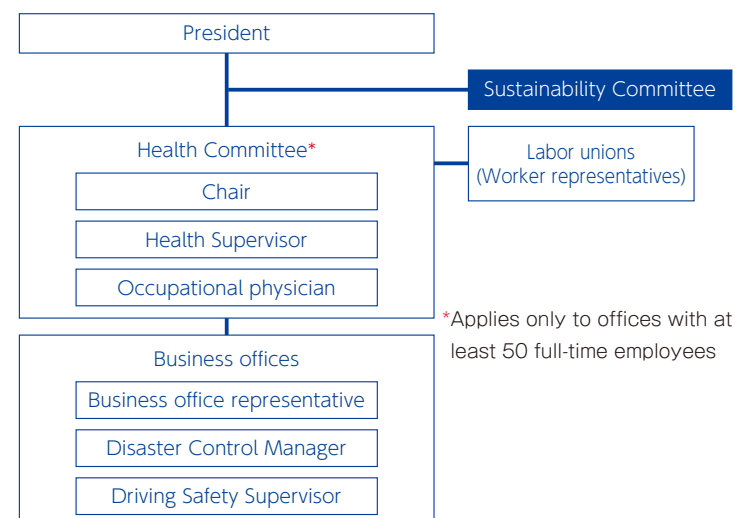 President
Sustainability Committee
Health Committee*
Chair
Health Supervisor
Occupational physician
Labor unions
(Worker representatives)
*Applies only to offices with at
least 50 full-time employees
Business offices
Business office representative
Disaster Control Manager
Driving Safety Supervisor